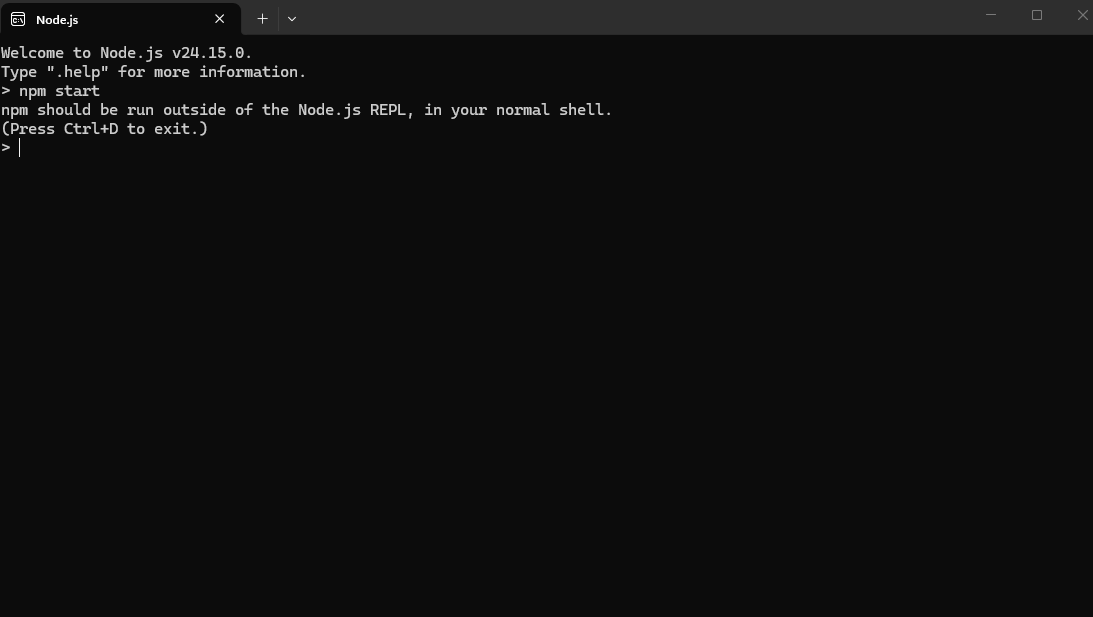 Node.js
Welcome to Node.js v24.15.0.
Type ".help" for more information.
> npm start
npm should be run outside of the Node.js REPL, in your normal shell.
(Press Ctrl+D to exit.)
>